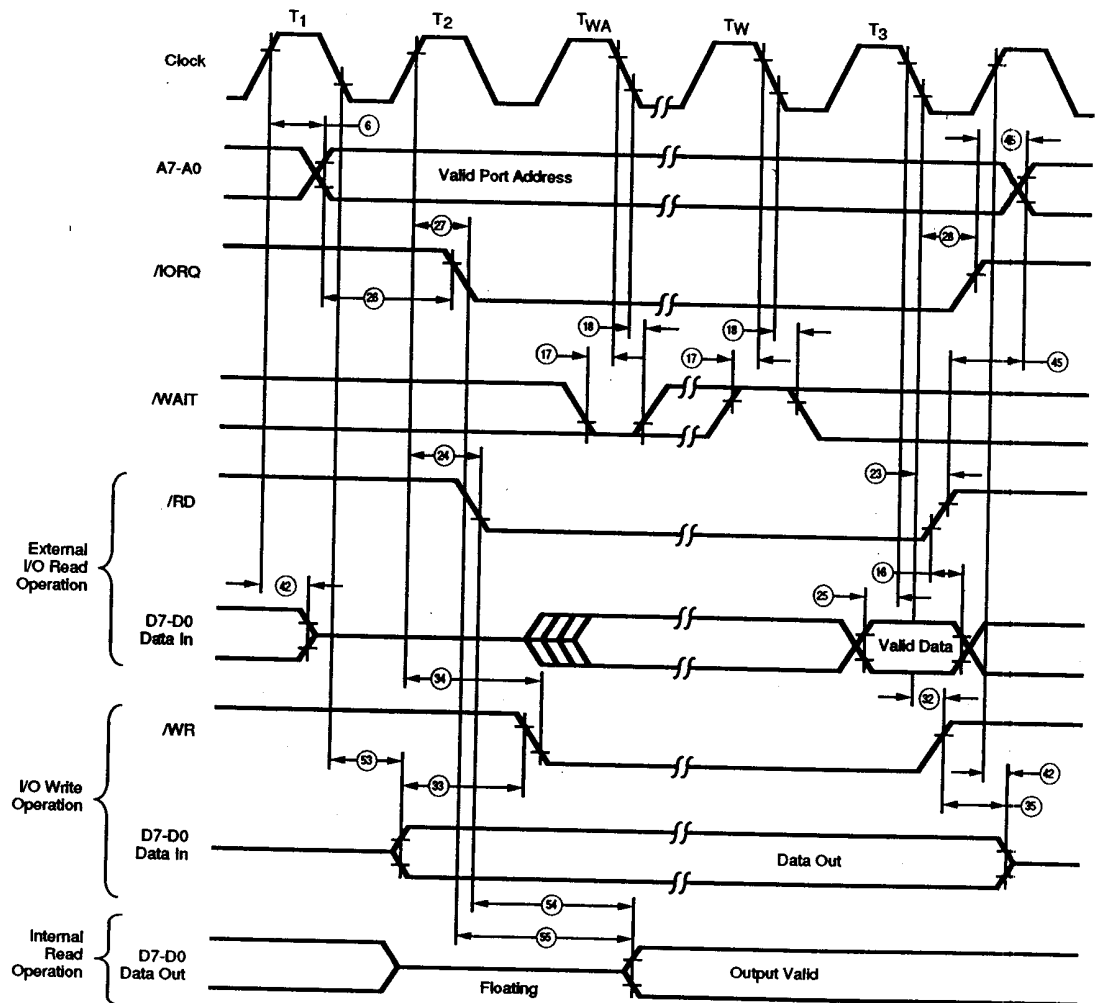 T1 T2 TWA TW T3
Clock
6
45
A7-A0
Valid Port Address
27
28
/IORQ
26
18
18
17
17
45
/WAIT
24
23
/RD
External
I/O Read
Operation
16
42
25
D7-D0
Data In
Valid Data
34
32
/WR
53
33
42
35
I/O Write
Operation
D7-D0
Data In
Data Out
54
55
Internal
Read
Operation
D7-D0
Data Out
Floating
Output Valid